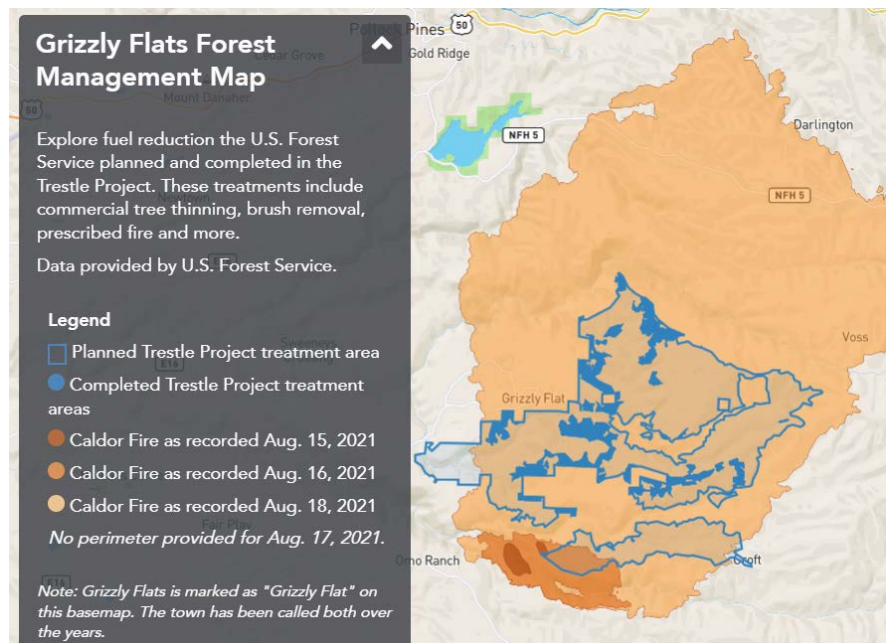 Grizzly Flats Forest
Management Map
Explore fuel reduction the U.S. Forest
Service planned and completed in the
Trestle Project. These treatments include
commercial tree thinning, brush removal,
prescribed fire and more.
Data provided by U.S. Forest Service.
Legend
Planned Trestle Project treatment area
Completed Trestle Project treatment
areas
Caldor Fire as recorded Aug. 15, 2021
Caldor Fire as recorded Aug. 16, 2021
Caldor Fire as recorded Aug. 18, 2021
No perimeter provided for Aug. 17, 2021.
Note: Grizzly Flats is marked as "Grizzly Flat" on
this basemap. The town has been called both over
the years.
Pollock Pines
50
Cedar Grove
Gold Ridge
Mount Danaher
50
NFH 5
Darlington
Newtown
NFH 5
Sweeneys
Crossing
Voss
E16
Grizzly Flat
Fair Play
Omo Ranch
Croft
E16